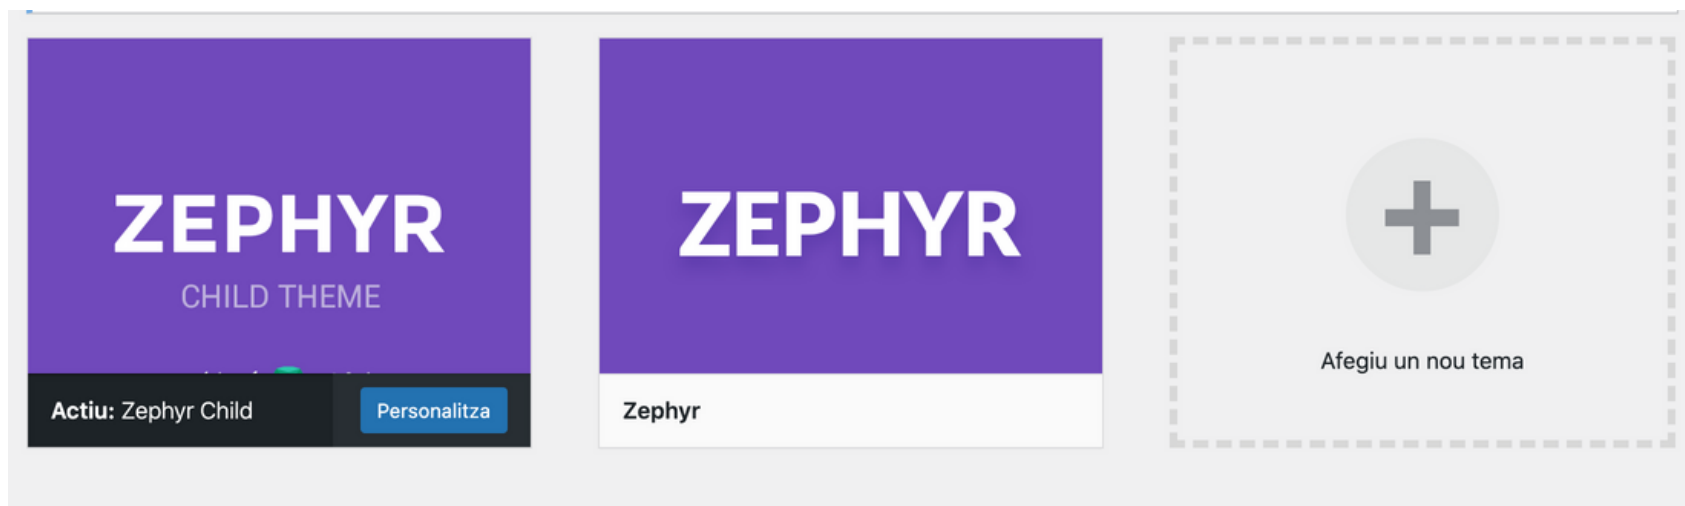 ZEPHYR
CHILD THEME
Actiu: Zephyr Child
Personalitza
ZEPHYR
Zephyr
Afegiu un nou tema